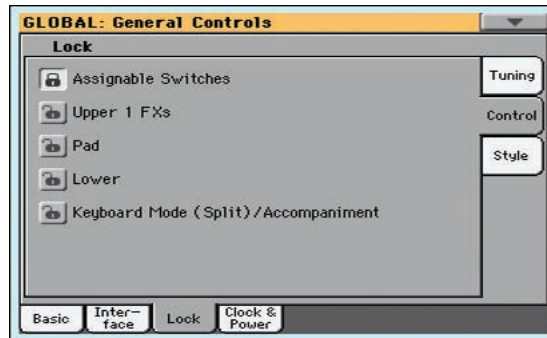 GLOBAL: General Controls
Lock
Assignable Switches
Upper 1 FXs
Pad
Lower
Keyboard Mode (Split)/Accompaniment
Tuning
Control
Style
Basic
Inter-
face
Lock
Clock &
Power